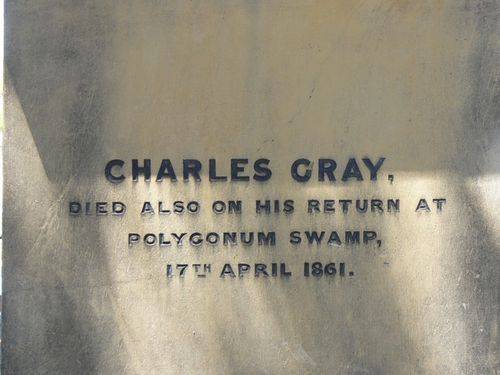 CHARLES GRAY,
DIED ALSO ON HIS RETURN AT
POLYGONUM SWAMP,
17TH APRIL 1861.